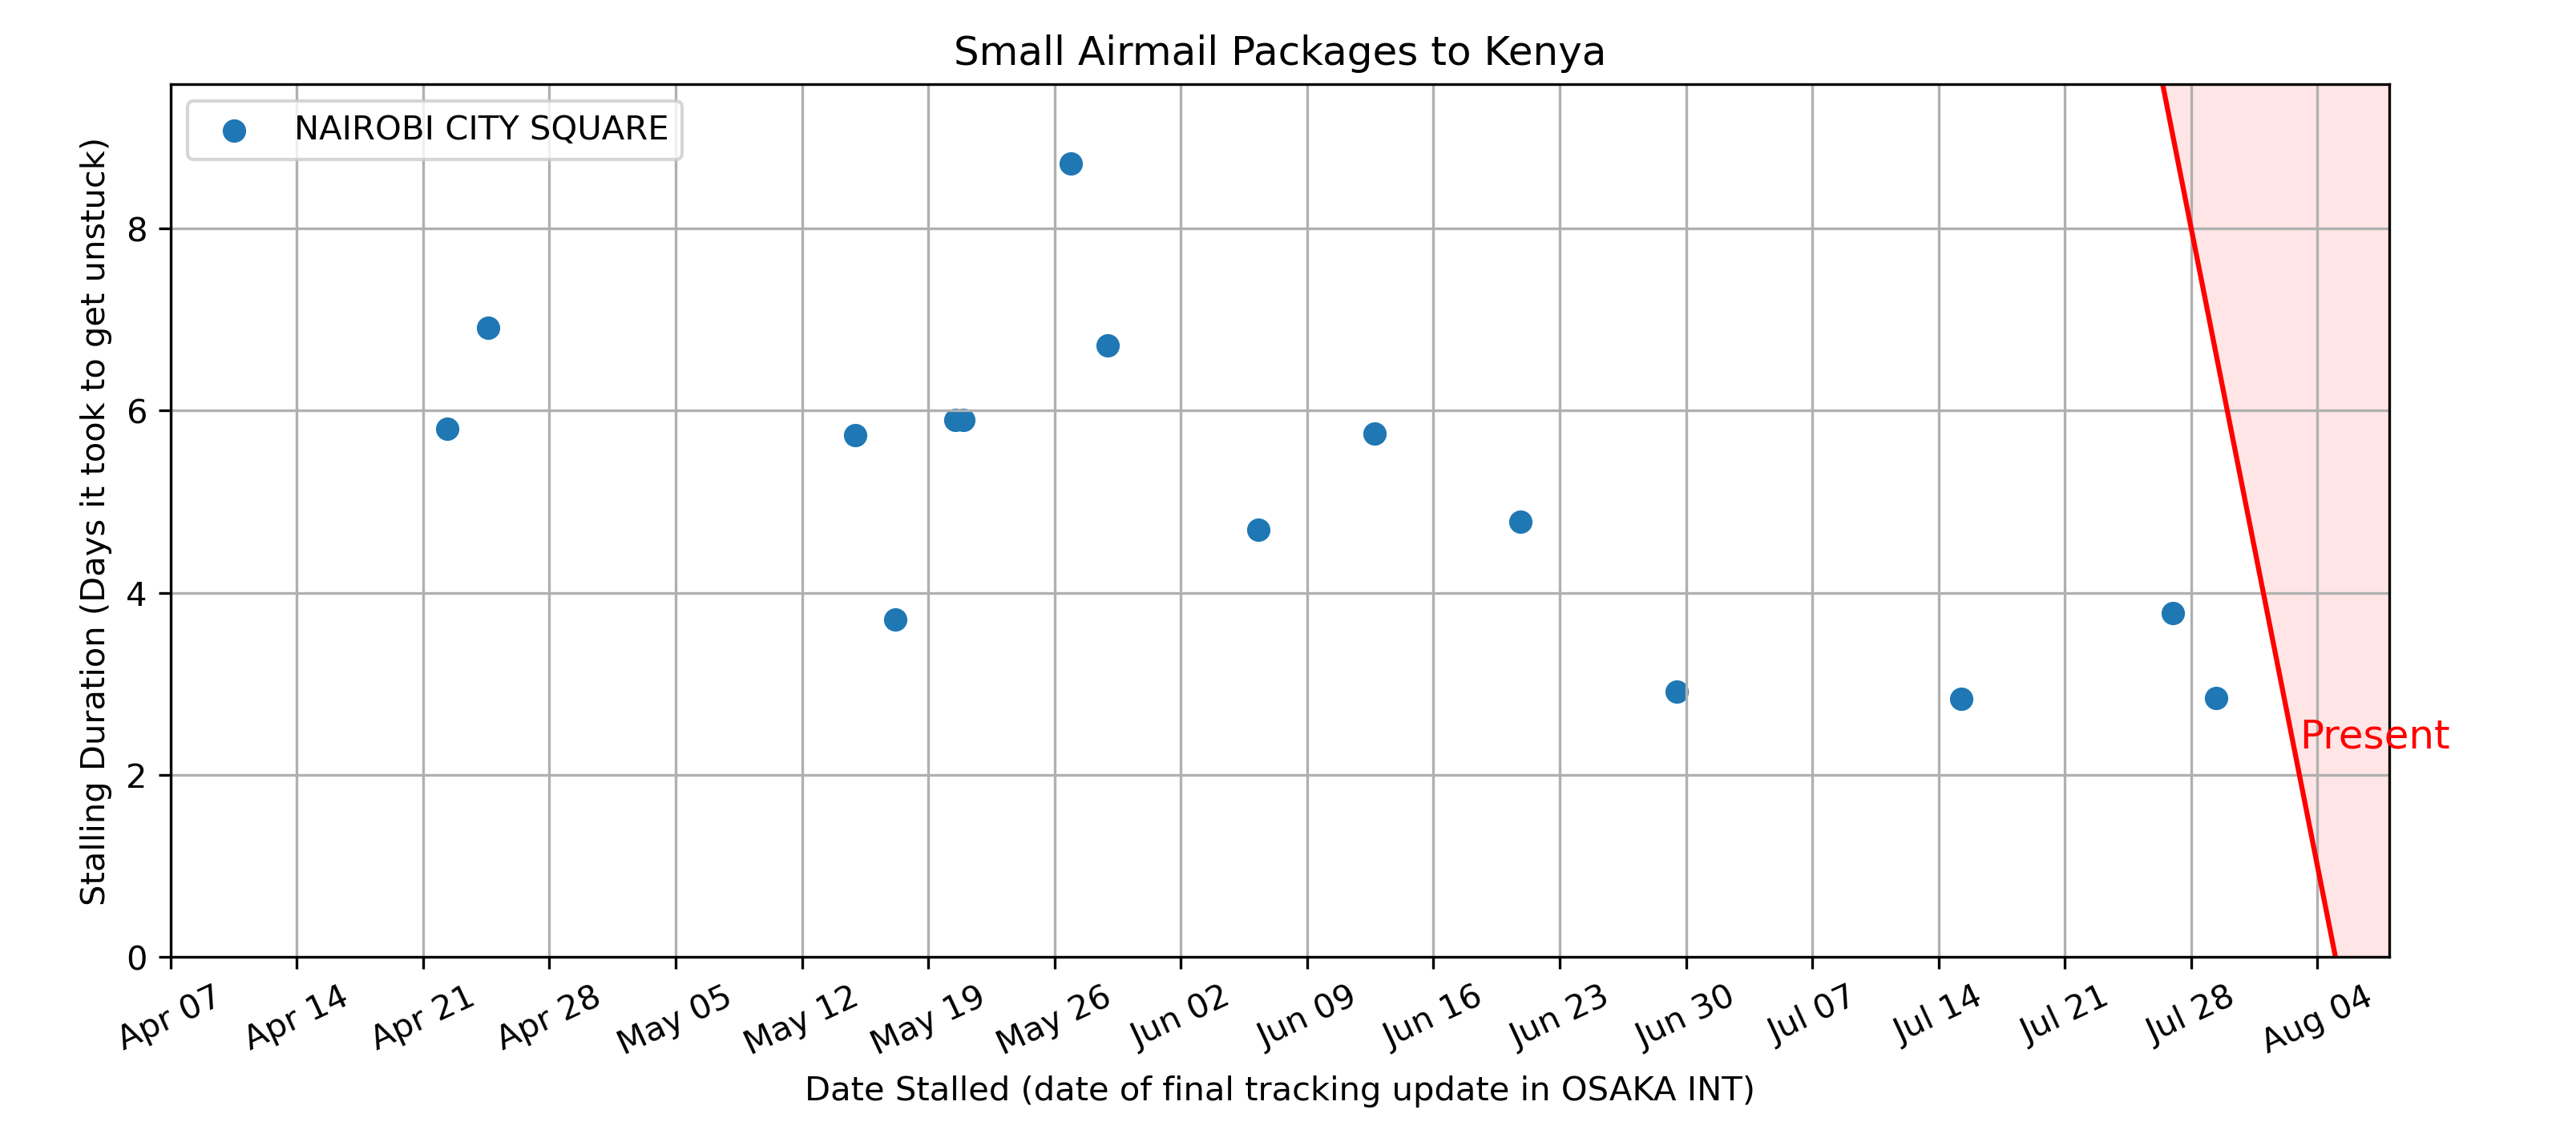 Small Airmail Packages to Kenya
NAIROBI CITY SQUARE
Stalling Duration (Days it took to get unstuck)
8
6
4
2
0
Present
Apr 07 Apr 14 Apr 21 Apr 28 May 05 May 12 May 19 May 26 Jun 02 Jun 09 Jun 16 Jun 23 Jun 30 Jul 07 Jul 14 Jul 21 Jul 28 Aug 04
Date Stalled (date of final tracking update in OSAKA INT)